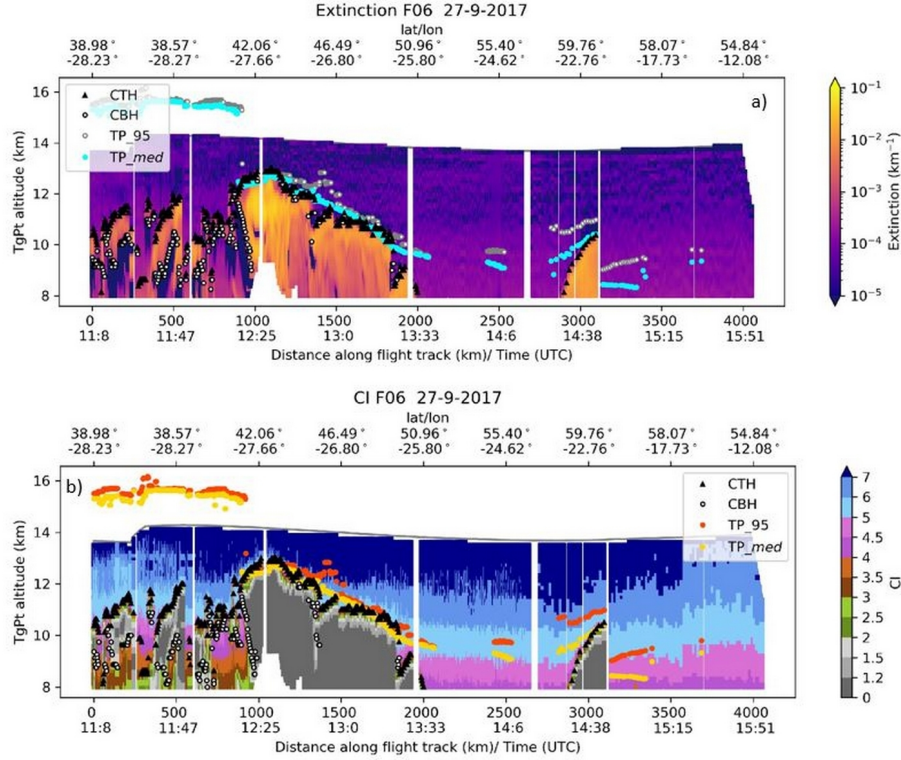 Extinction F06 27-9-2017
lat/lon
38.98° 38.57° 42.06° 46.49° 50.96° 55.40° 59.76° 58.07° 54.84°
-28.23° -28.27° -27.66° -26.80° -25.80° -24.62° -22.76° -17.73° -12.08°
TgPt altitude (km)
16
14
12
10
8
CTH
CBH
TP_95
TP_med
a)
0 500 1000 1500 2000 2500 3000 3500 4000
11:8 11:47 12:25 13:0 13:33 14:6 14:38 15:15 15:51
Distance along flight track (km)/ Time (UTC)
10⁻¹
10⁻²
10⁻³
10⁻⁴
10⁻⁵
Extinction (km⁻¹)
CI F06 27-9-2017
lat/lon
38.98° 38.57° 42.06° 46.49° 50.96° 55.40° 59.76° 58.07° 54.84°
-28.23° -28.27° -27.66° -26.80° -25.80° -24.62° -22.76° -17.73° -12.08°
b)
TgPt altitude (km)
16
14
12
10
8
CTH
CBH
TP_95
TP_med
0 500 1000 1500 2000 2500 3000 3500 4000
11:8 11:47 12:25 13:0 13:33 14:6 14:38 15:15 15:51
Distance along flight track (km)/ Time (UTC)
7
6
5
4.5
4
3.5
3
2.5
2
1.5
1.2
0
CI